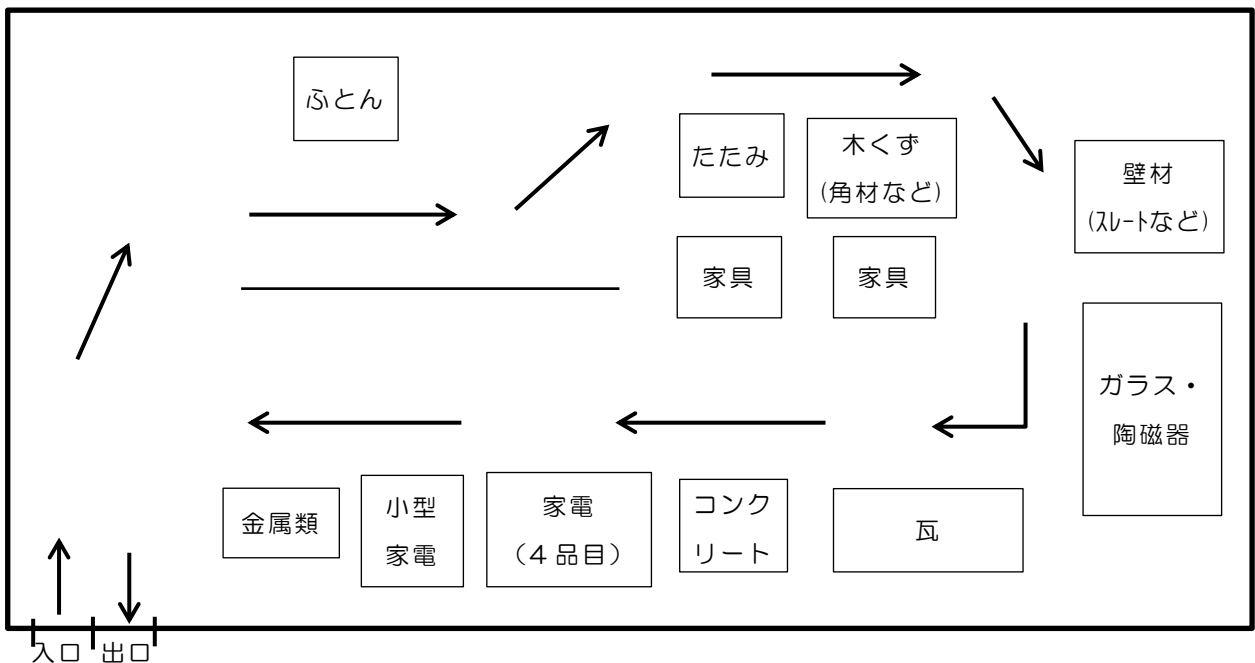 ふとん
たたみ
木くず
(角材など)
壁材
(ｽﾚｰﾄなど)
家具
家具
ガラス・
陶磁器
金属類
小型
家電
家電
(4品目)
コンク
リート
瓦
入口
出口